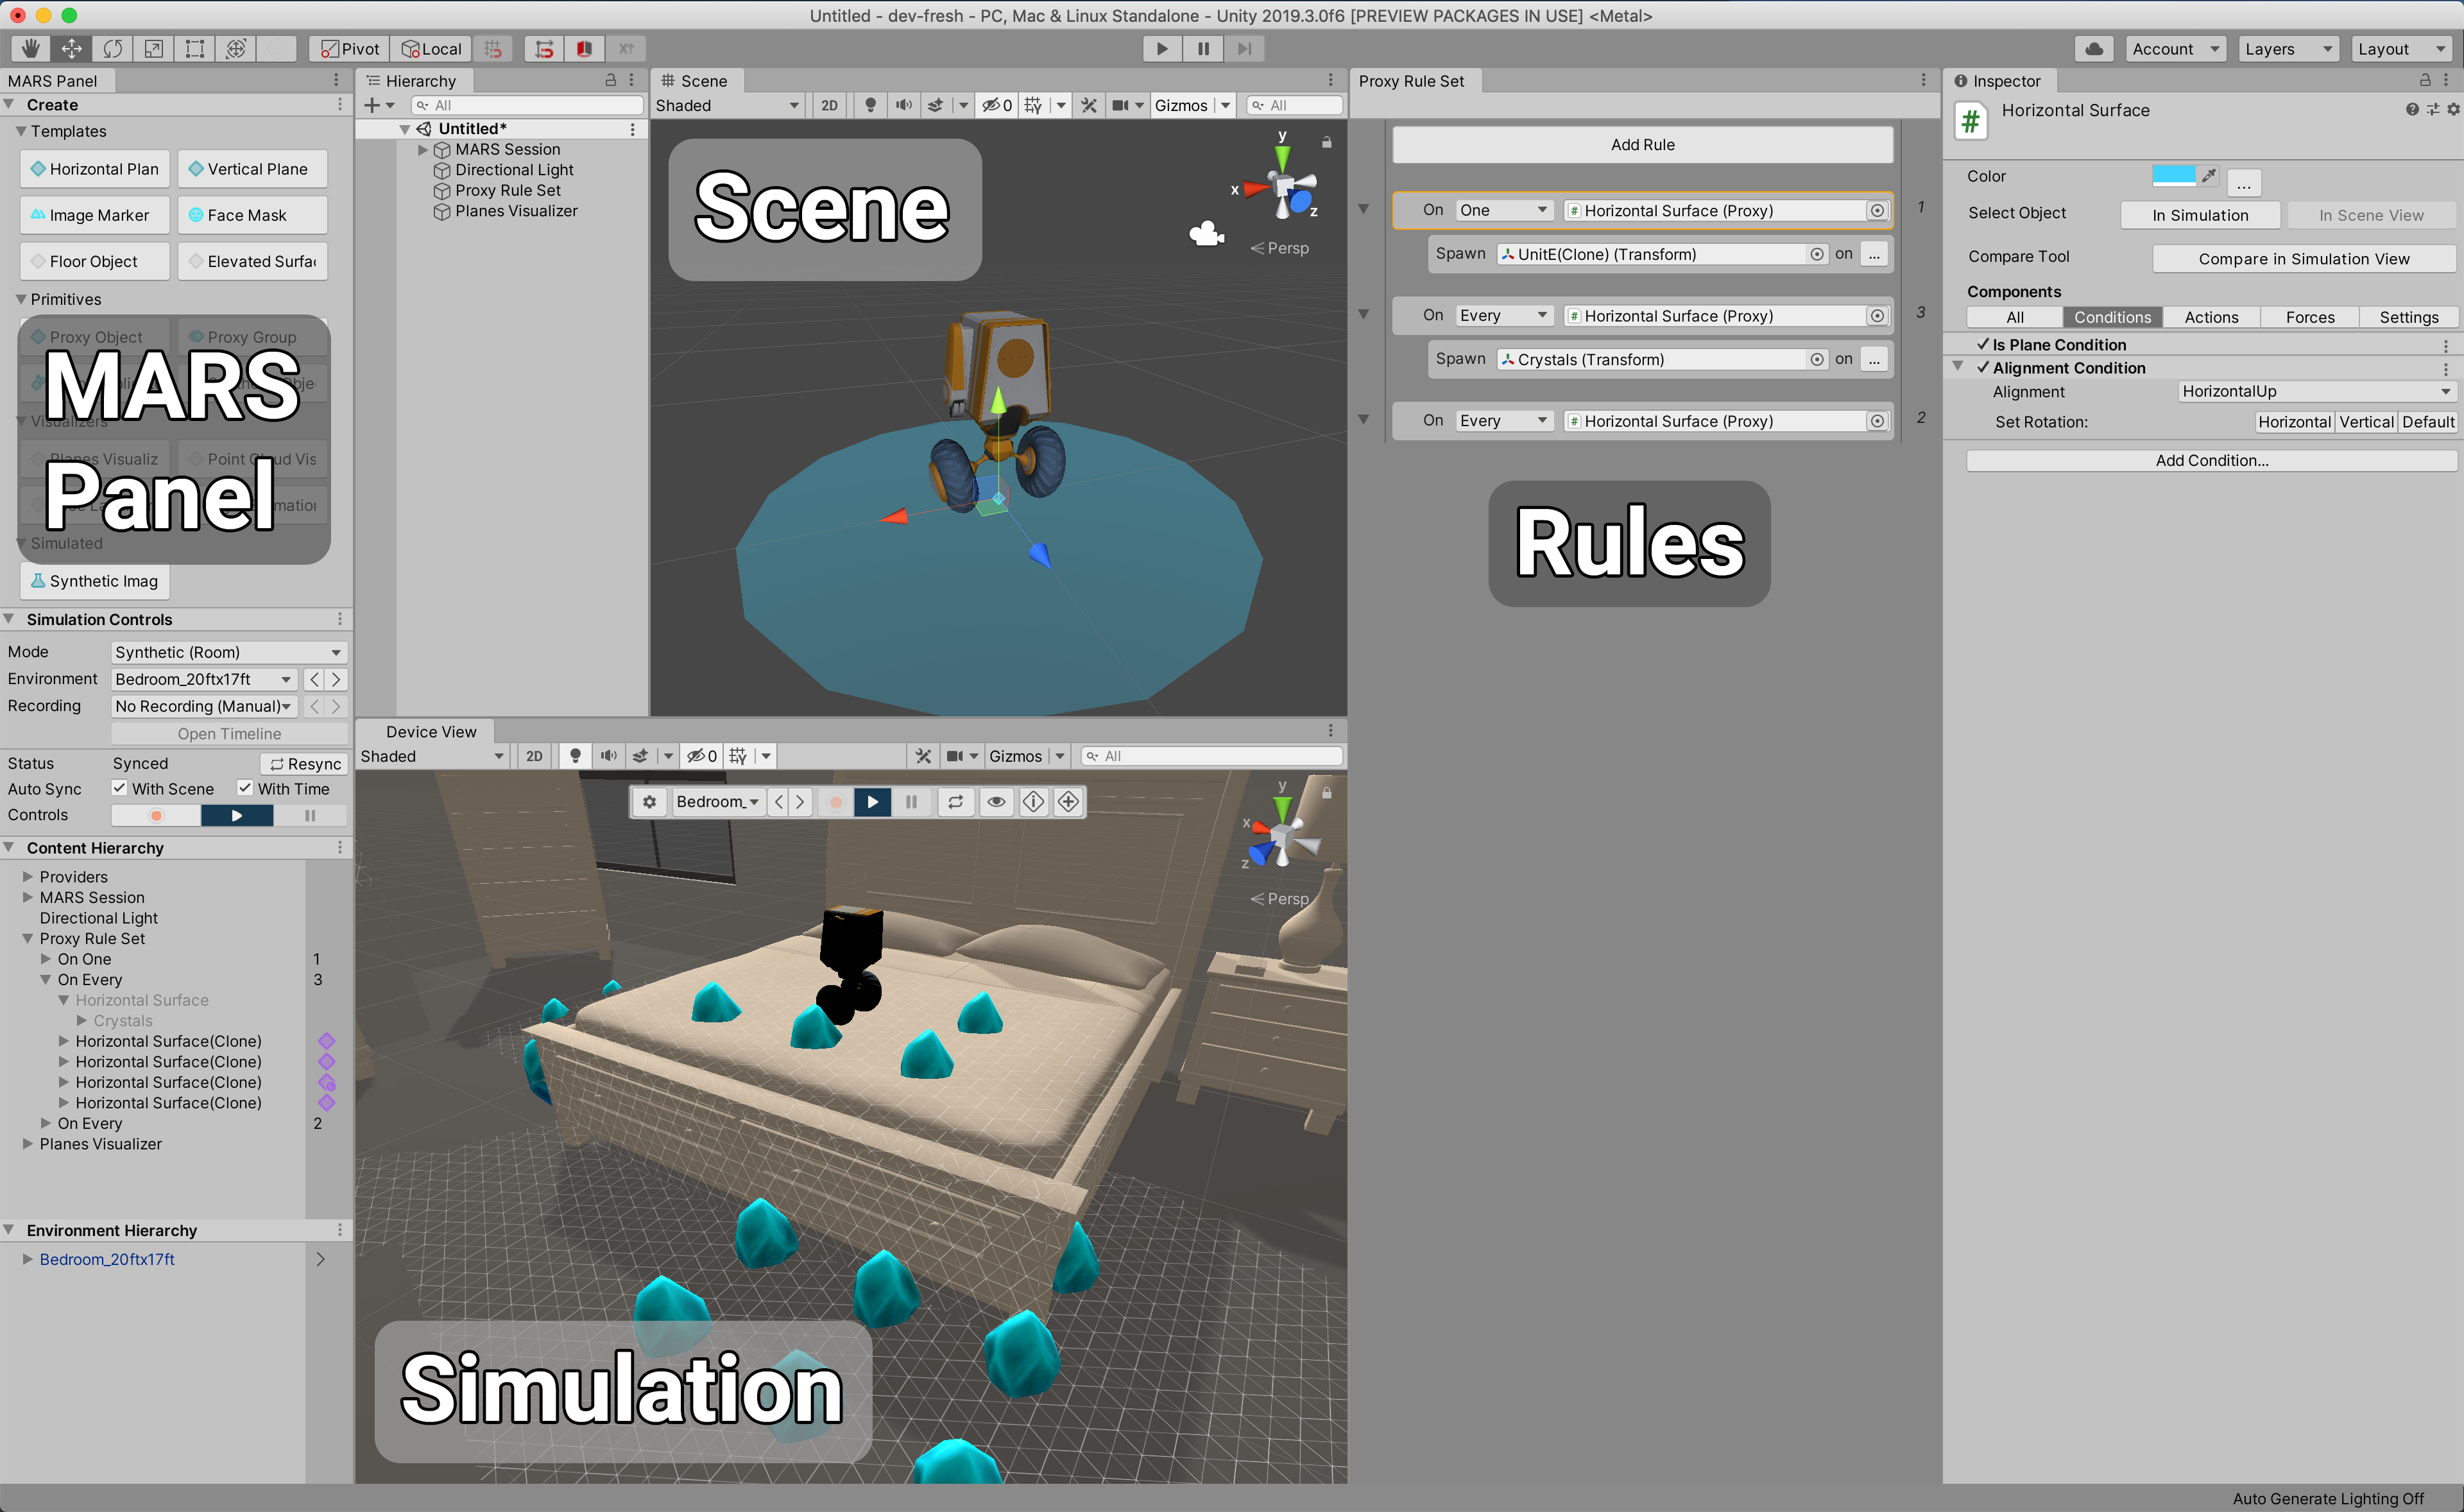 Untitled - dev-fresh - PC, Mac & Linux Standalone - Unity 2019.3.0f6 [PREVIEW PACKAGES IN USE] <Metal>
Pivot Local Account Layers Layout
MARS Panel
Create
Templates
Horizontal Plan Vertical Plane
Image Marker Face Mask
Floor Object Elevated Surfac
Primitives
Proxy Object Proxy Group
MARS
Panel
Visualizers
Planes Visualiz Point Cloud Vis
Simulated
Synthetic Imag
Simulation Controls
Mode Synthetic (Room)
Environment Bedroom_20ftx17ft < >
Recording No Recording (Manual) < >
Open Timeline
Status Synced Resync
Auto Sync With Scene With Time
Controls
Content Hierarchy
Providers
MARS Session
Directional Light
Proxy Rule Set
On One 1
On Every 3
Horizontal Surface
Crystals
Horizontal Surface(Clone)
Horizontal Surface(Clone)
Horizontal Surface(Clone)
Horizontal Surface(Clone)
On Every 2
Planes Visualizer
Environment Hierarchy
Bedroom_20ftx17ft >
Hierarchy
All
Untitled*
MARS Session
Directional Light
Proxy Rule Set
Planes Visualizer
Scene
Shaded 2D 0 Gizmos All
Scene
y
x
z
Persp
Device View
Shaded 2D 0 Gizmos All
Bedroom_ < >
y
x
z
Persp
Simulation
Proxy Rule Set
Add Rule
On One Horizontal Surface (Proxy) 1
Spawn UnitE(Clone) (Transform) on ...
On Every Horizontal Surface (Proxy) 3
Spawn Crystals (Transform) on ...
On Every Horizontal Surface (Proxy) 2
Rules
Inspector
Horizontal Surface
Color ...
Select Object In Simulation In Scene View
Compare Tool Compare in Simulation View
Components
All Conditions Actions Forces Settings
Is Plane Condition
Alignment Condition
Alignment HorizontalUp
Set Rotation: Horizontal Vertical Default
Add Condition...
Auto Generate Lighting Off